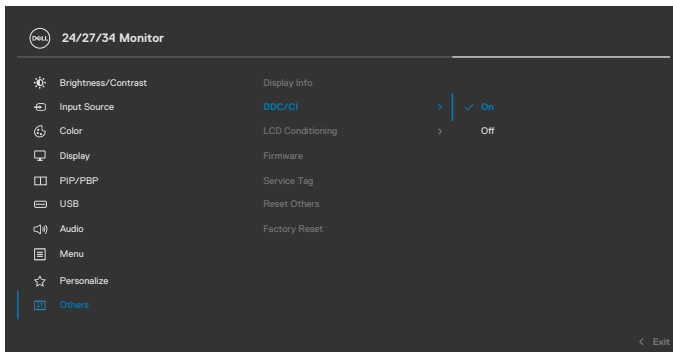 DELL 24/27/34 Monitor
Brightness/Contrast Display Info
Input Source DDC/CI > ✓ On
Color LCD Conditioning > Off
Display Firmware
PIP/PBP Service Tag
USB Reset Others
Audio Factory Reset
Menu
Personalize
Others
< Exit